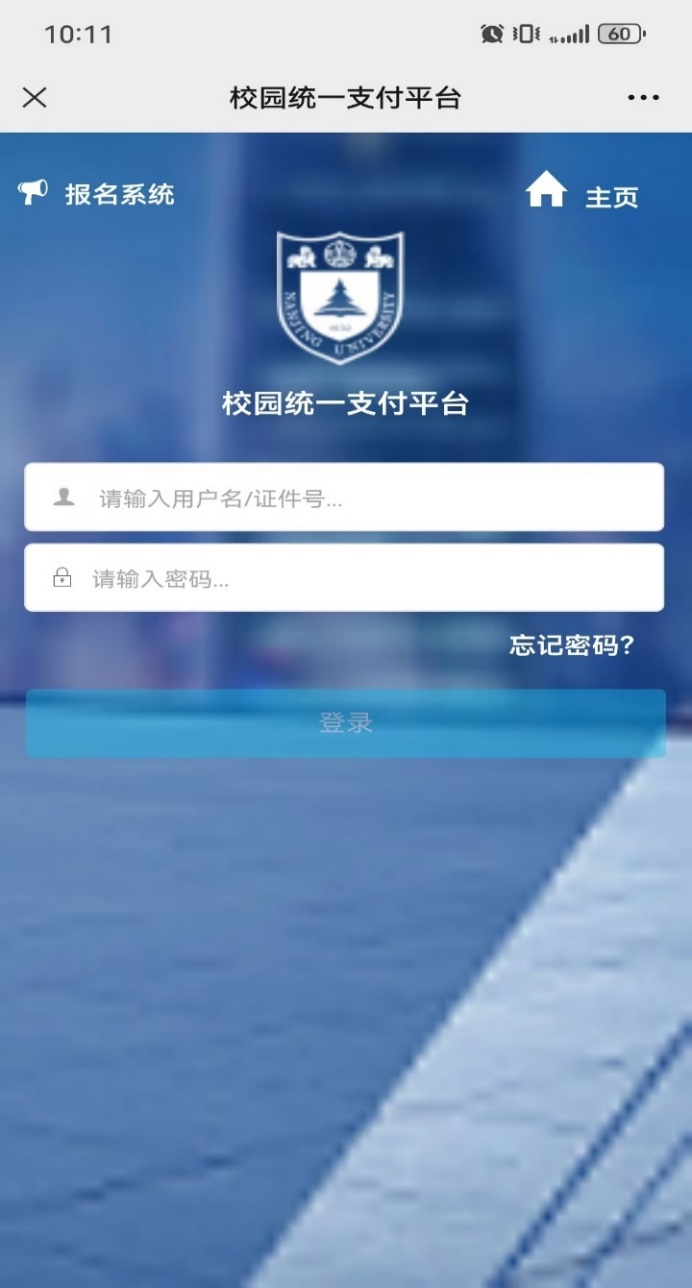 10:11
60
校园统一支付平台
报名系统
主页
NANJING UNIVERSITY
校园统一支付平台
请输入用户名/证件号...
请输入密码...
忘记密码?
登录